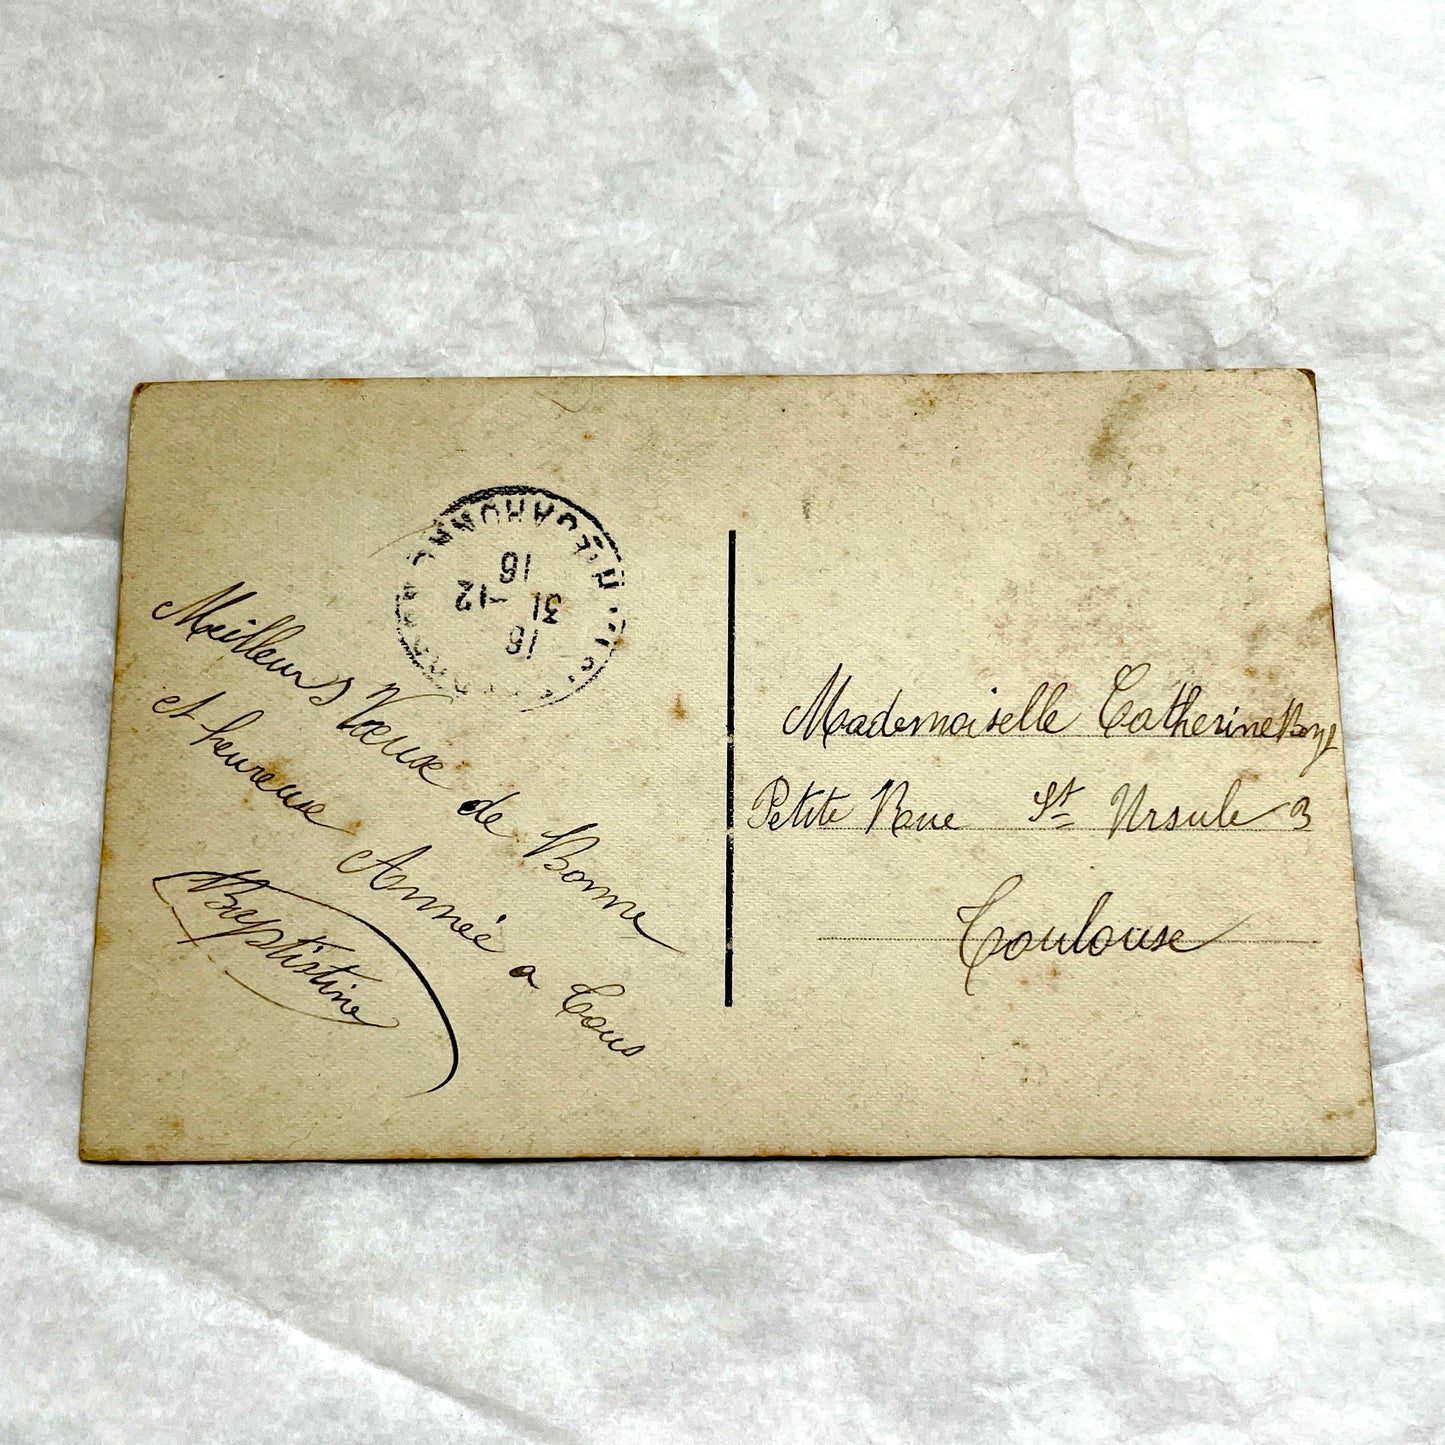 16
31 -12
16
Meilleurs Vœux de Bonne
et heureuse Année a Tous
Baptistine
Mademoiselle Catherine
Petite Rue St Ursule 3
Toulouse